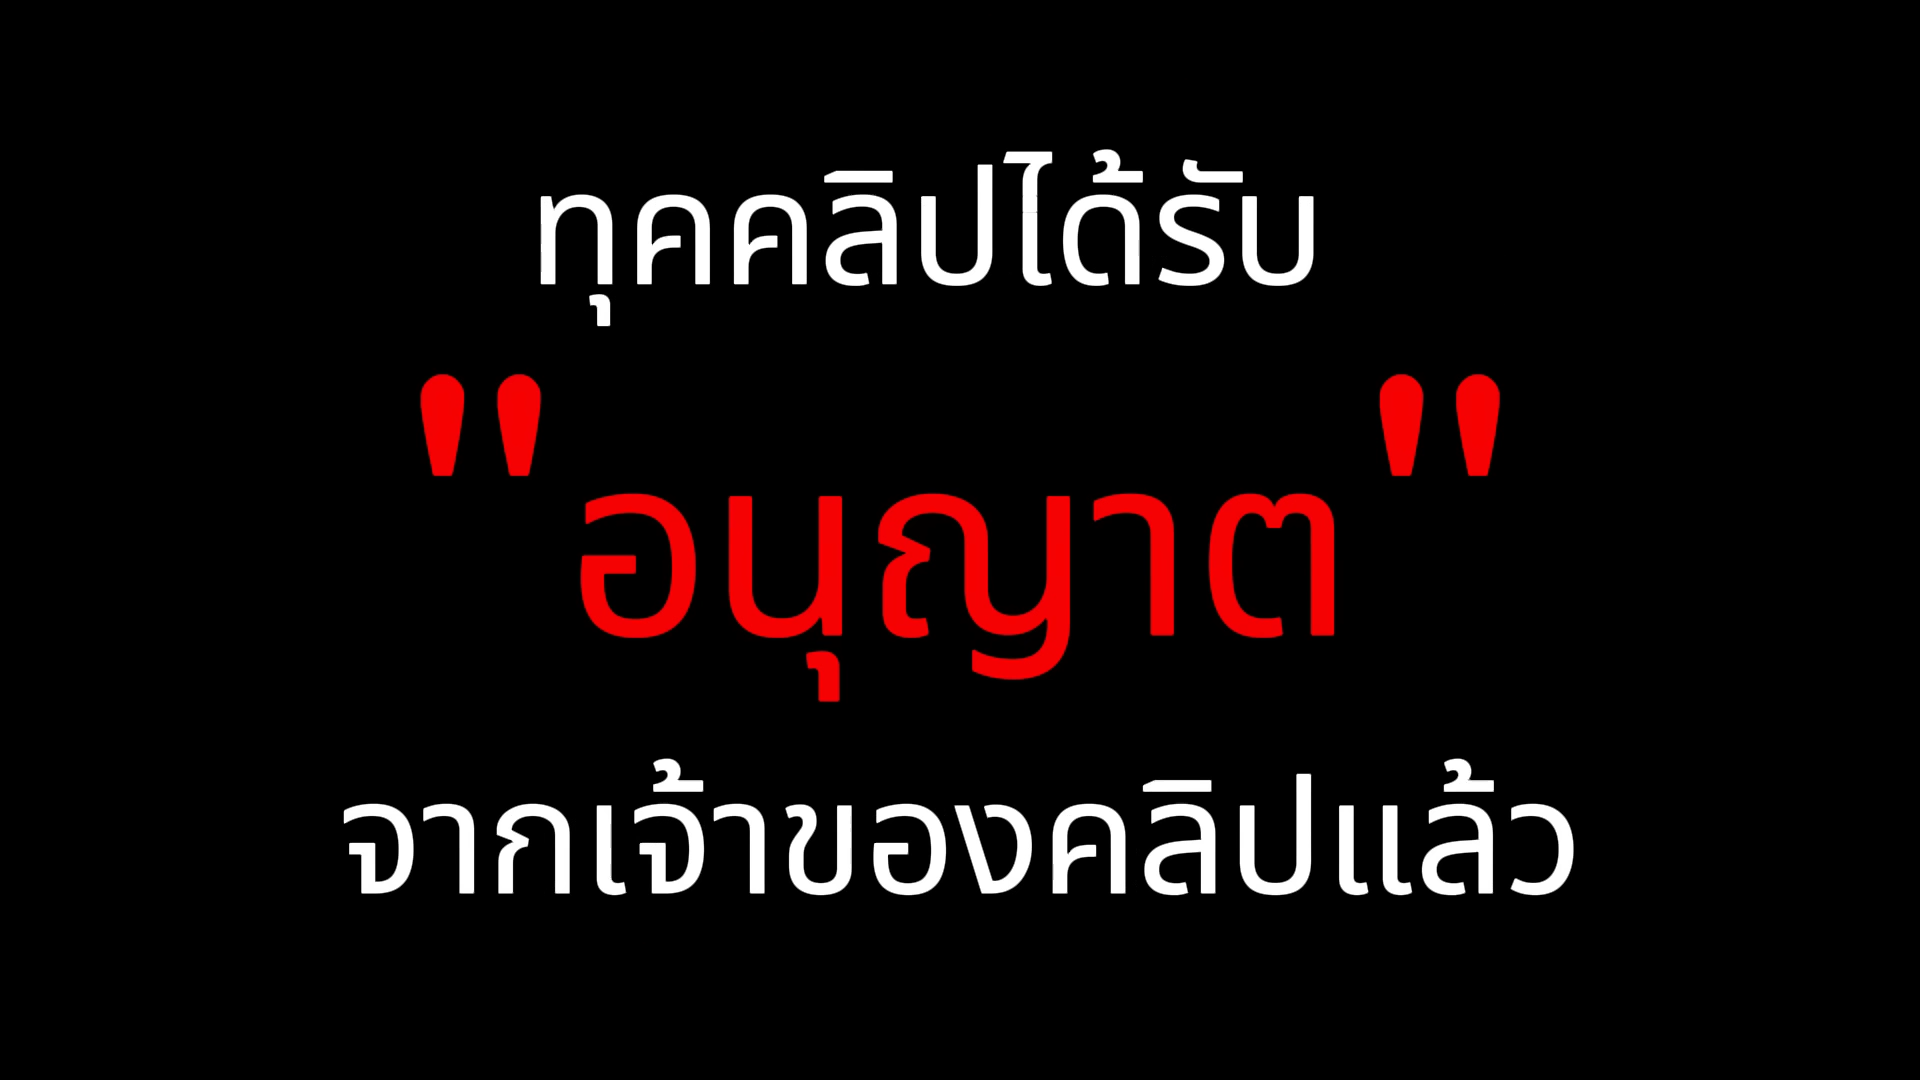 ทุกคลิปได้รับ
"อนุญาต"
จากเจ้าของคลิปแล้ว